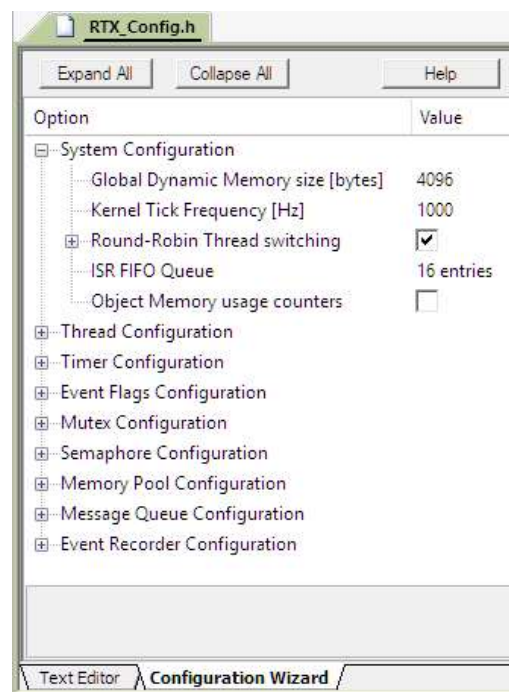 RTX_Config.h
Expand All Collapse All Help
Option Value
System Configuration
Global Dynamic Memory size [bytes] 4096
Kernel Tick Frequency [Hz] 1000
Round-Robin Thread switching
ISR FIFO Queue 16 entries
Object Memory usage counters
Thread Configuration
Timer Configuration
Event Flags Configuration
Mutex Configuration
Semaphore Configuration
Memory Pool Configuration
Message Queue Configuration
Event Recorder Configuration
Text Editor Configuration Wizard